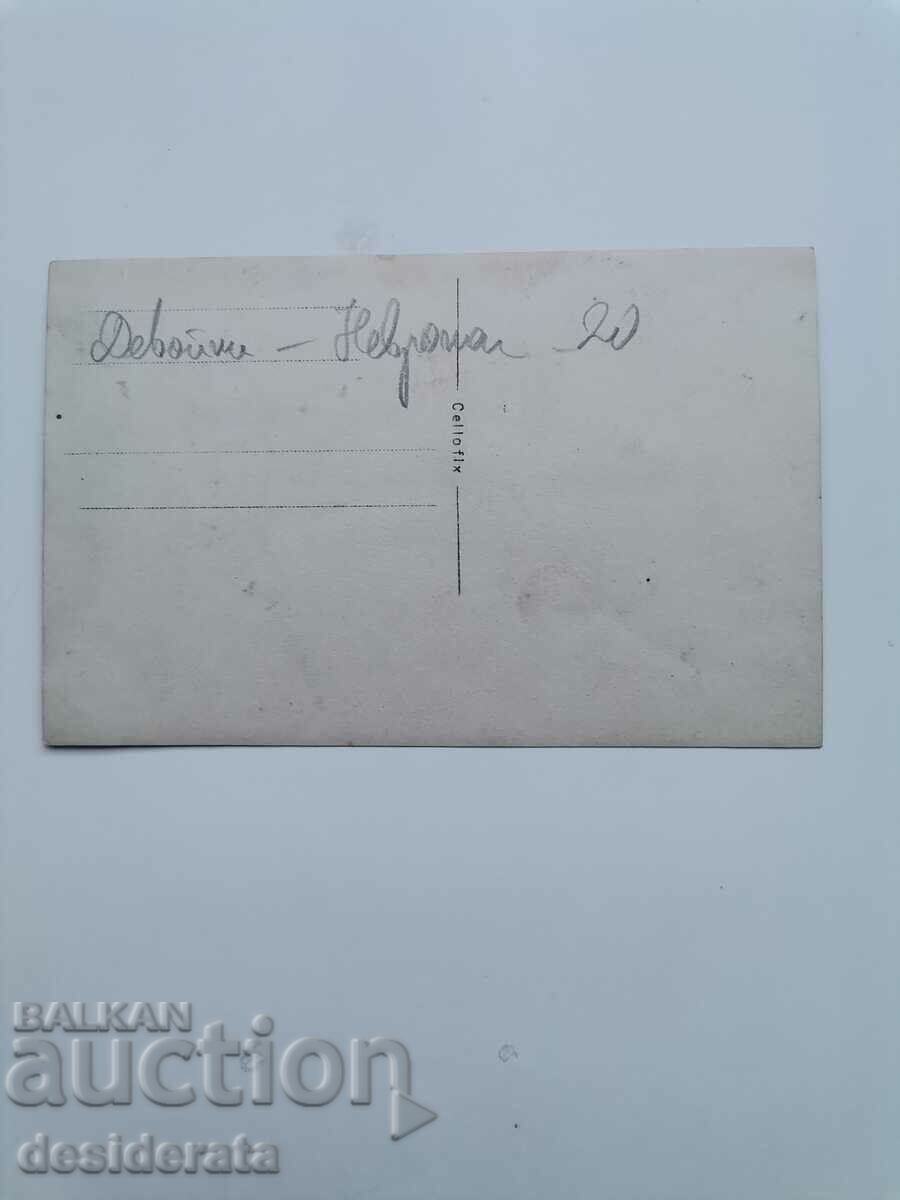 Девойки – Неврокоп 20
Cellofix
BALKAN
auction
desiderata